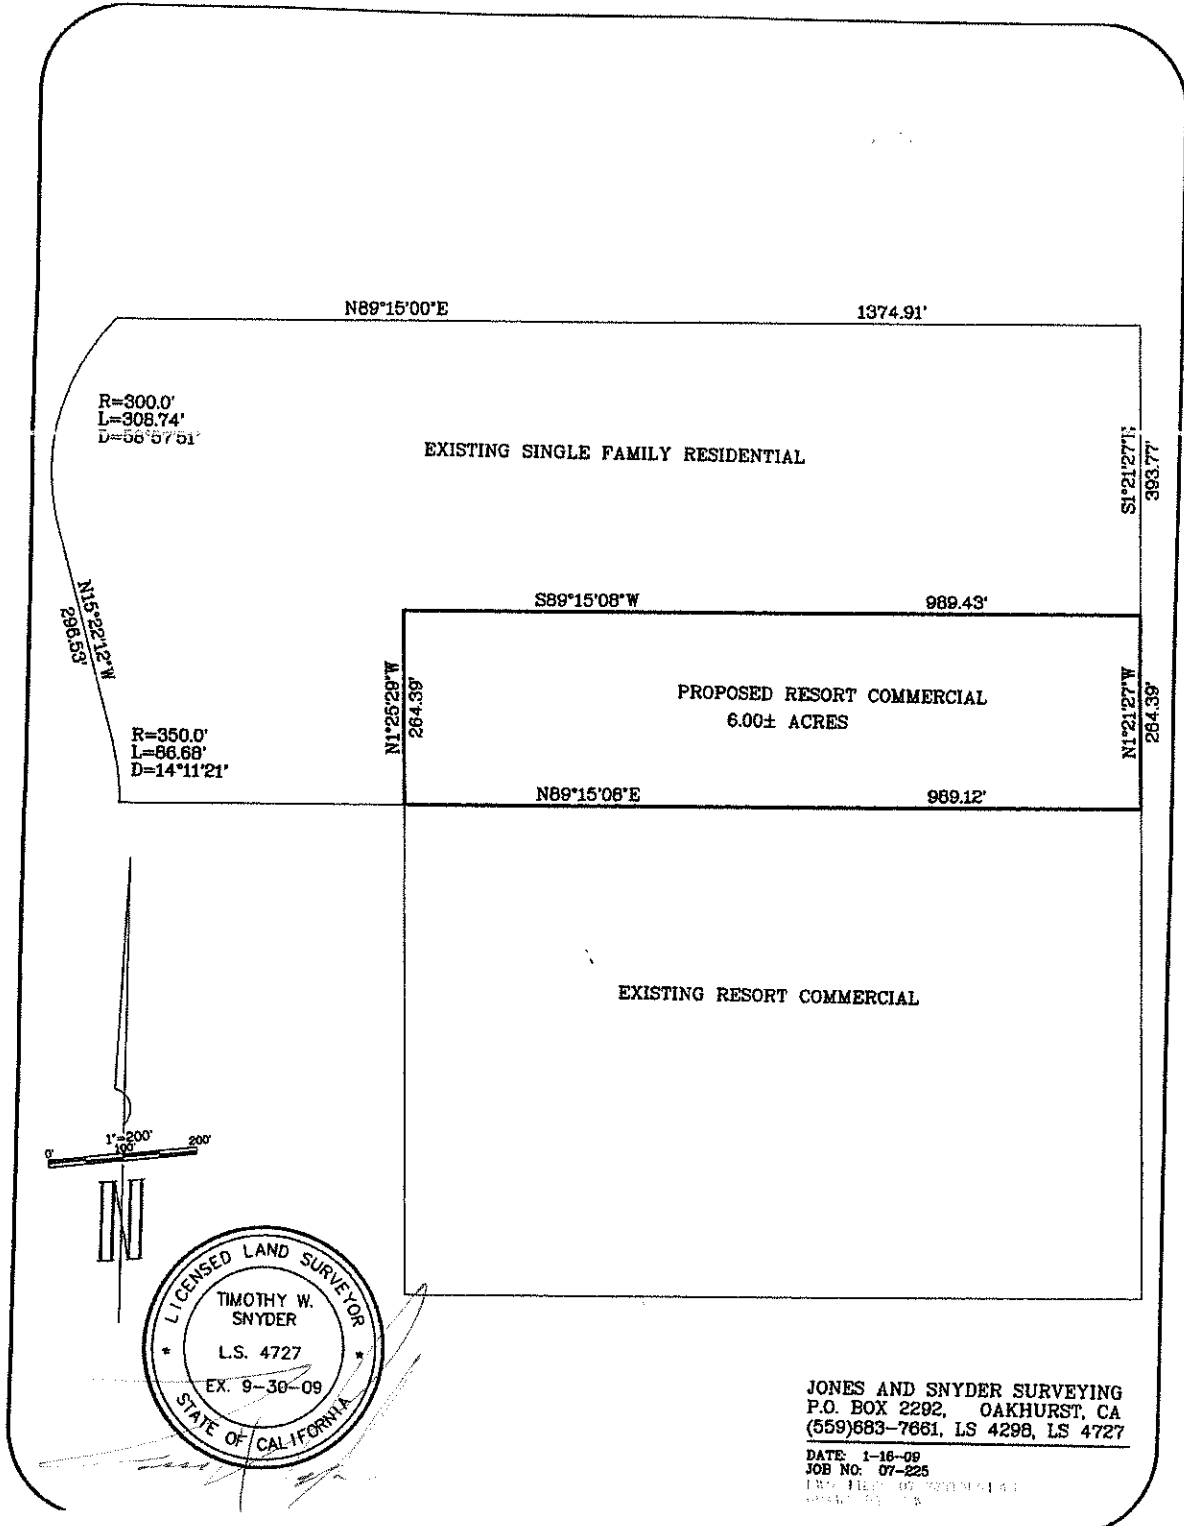 N89°15'00"E
1374.91'
R=300.0'
L=308.74'
D=58°57'51"
EXISTING SINGLE FAMILY RESIDENTIAL
S1°21'27"E
393.77'
N15°22'12"W
296.53'
S89°15'08"W
989.43'
N1°25'29"W
264.39'
PROPOSED RESORT COMMERCIAL
6.00± ACRES
N1°21'27"W
264.39'
R=350.0'
L=86.68'
D=14°11'21"
N89°15'08"E
989.12'
EXISTING RESORT COMMERCIAL
1"=200'
0'
100'
200'
N
LICENSED LAND SURVEYOR
TIMOTHY W.
SNYDER
L.S. 4727
EX. 9-30-09
STATE OF CALIFORNIA
JONES AND SNYDER SURVEYING
P.O. BOX 2292, OAKHURST, CA
(559)683-7661, LS 4298, LS 4727
DATE: 1-16-09
JOB NO: 07-225